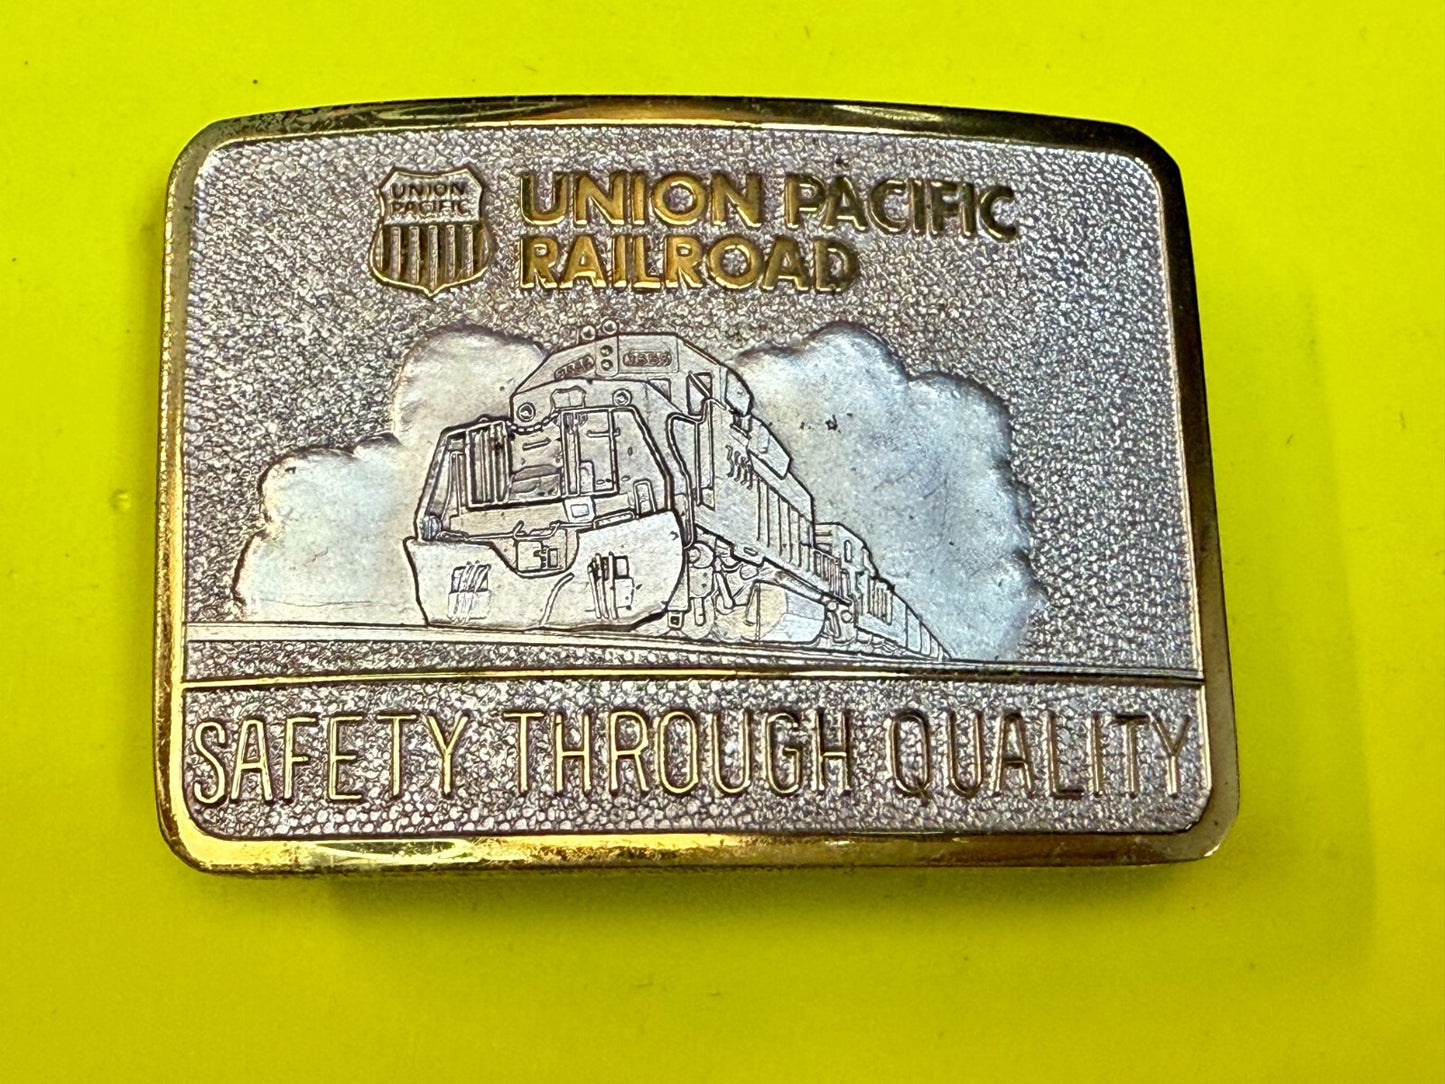 UNION
PACIFIC
UNION PACIFIC
RAILROAD
SAFETY THROUGH QUALITY